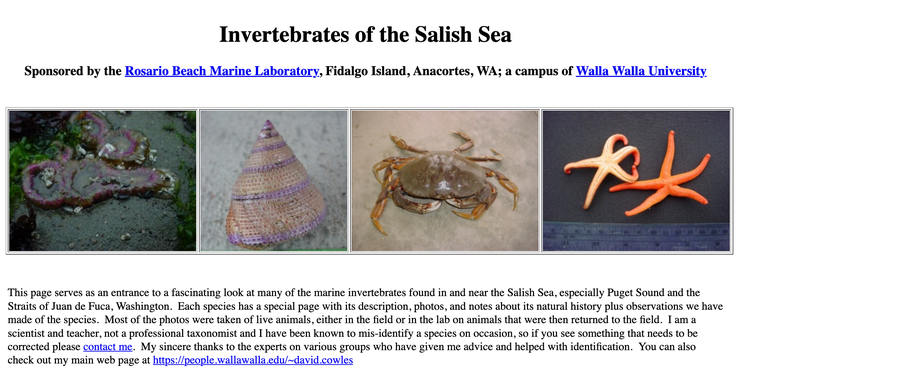 Invertebrates of the Salish Sea
Sponsored by the Rosario Beach Marine Laboratory, Fidalgo Island, Anacortes, WA; a campus of Walla Walla University
This page serves as an entrance to a fascinating look at many of the marine invertebrates found in and near the Salish Sea, especially Puget Sound and the
Straits of Juan de Fuca, Washington.  Each species has a special page with its description, photos, and notes about its natural history plus observations we have
made of the species.  Most of the photos were taken of live animals, either in the field or in the lab on animals that were then returned to the field.  I am a
scientist and teacher, not a professional taxonomist and I have been known to mis-identify a species on occasion, so if you see something that needs to be
corrected please contact me.  My sincere thanks to the experts on various groups who have given me advice and helped with identification.  You can also
check out my main web page at https://people.wallawalla.edu/~david.cowles